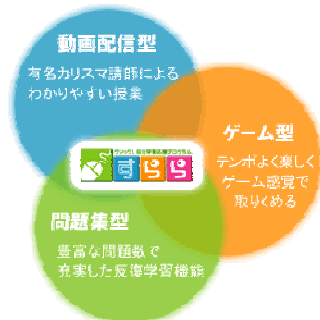 動画配信型
有名カリスマ講師による
わかりやすい授業
ゲーム型
テンポよく楽しく
ゲーム感覚で
取りくめる
すらら
問題集型
豊富な問題数で
充実した反復学習機能